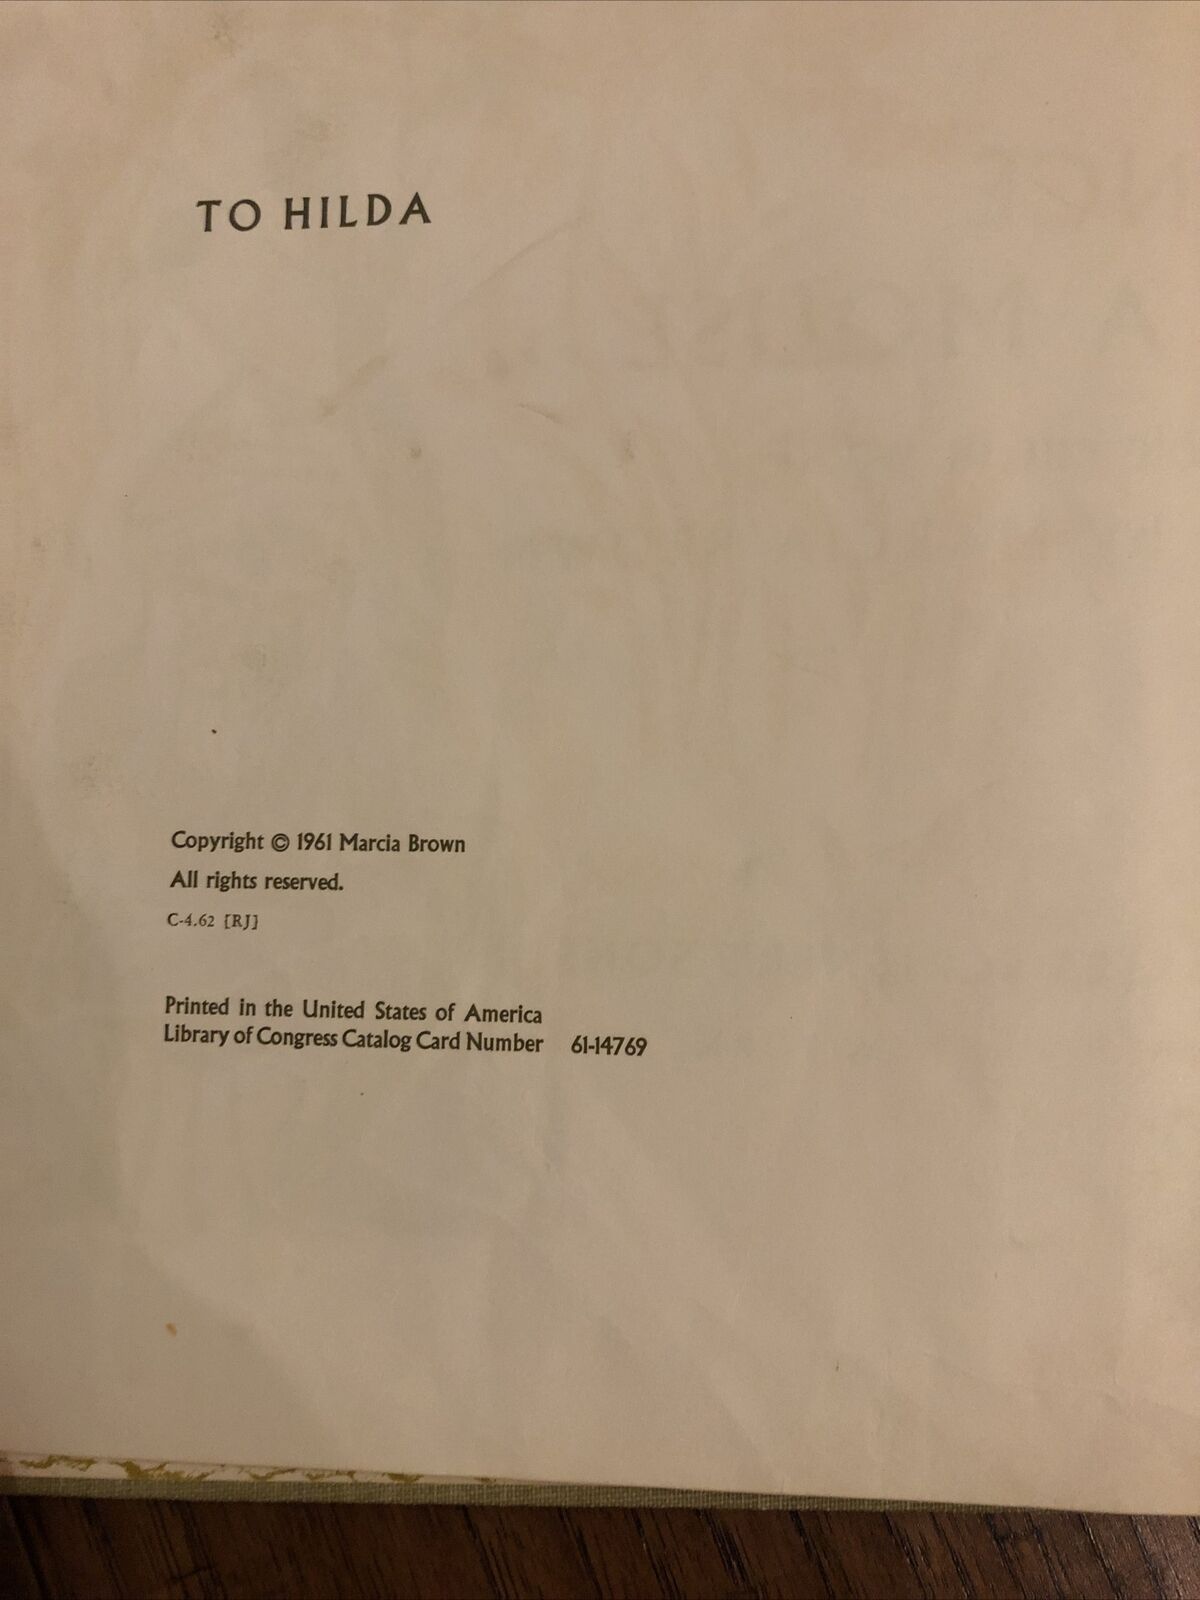 TO HILDA
Copyright © 1961 Marcia Brown
All rights reserved.
C-4.62 [RJ]
Printed in the United States of America
Library of Congress Catalog Card Number 61-14769